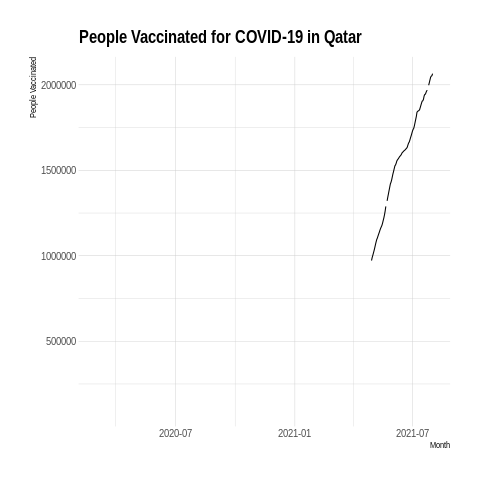 People Vaccinated for COVID-19 in Qatar
People Vaccinated
2000000
1500000
1000000
500000
2020-07
2021-01
2021-07
Month